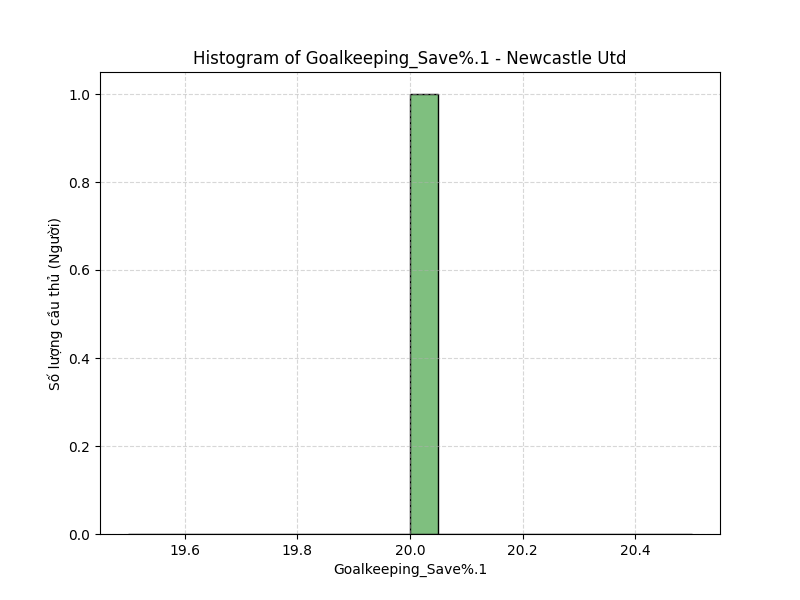 Histogram of Goalkeeping_Save%.1 - Newcastle Utd
Số lượng cầu thủ (Người)
1.0
0.8
0.6
0.4
0.2
0.0
19.6 19.8 20.0 20.2 20.4
Goalkeeping_Save%.1